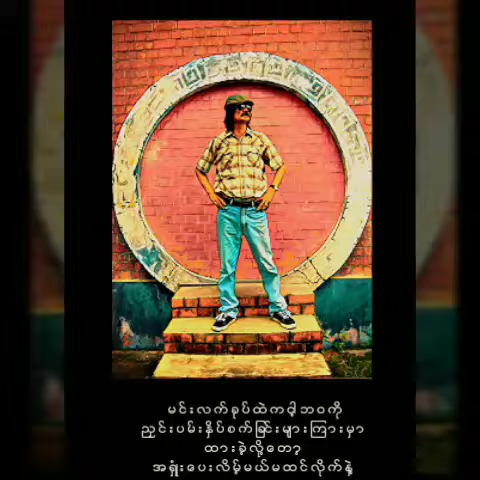 မင်းလက်ခုပ်ထဲကငါ့ဘဝကို
ညှင်းပမ်းနှိပ်စက်ခြင်းများကြားမှာ
ထားခဲ့လို့တော့
အရှုံးပေးလိမ့်မယ်မထင်လိုက်နဲ့